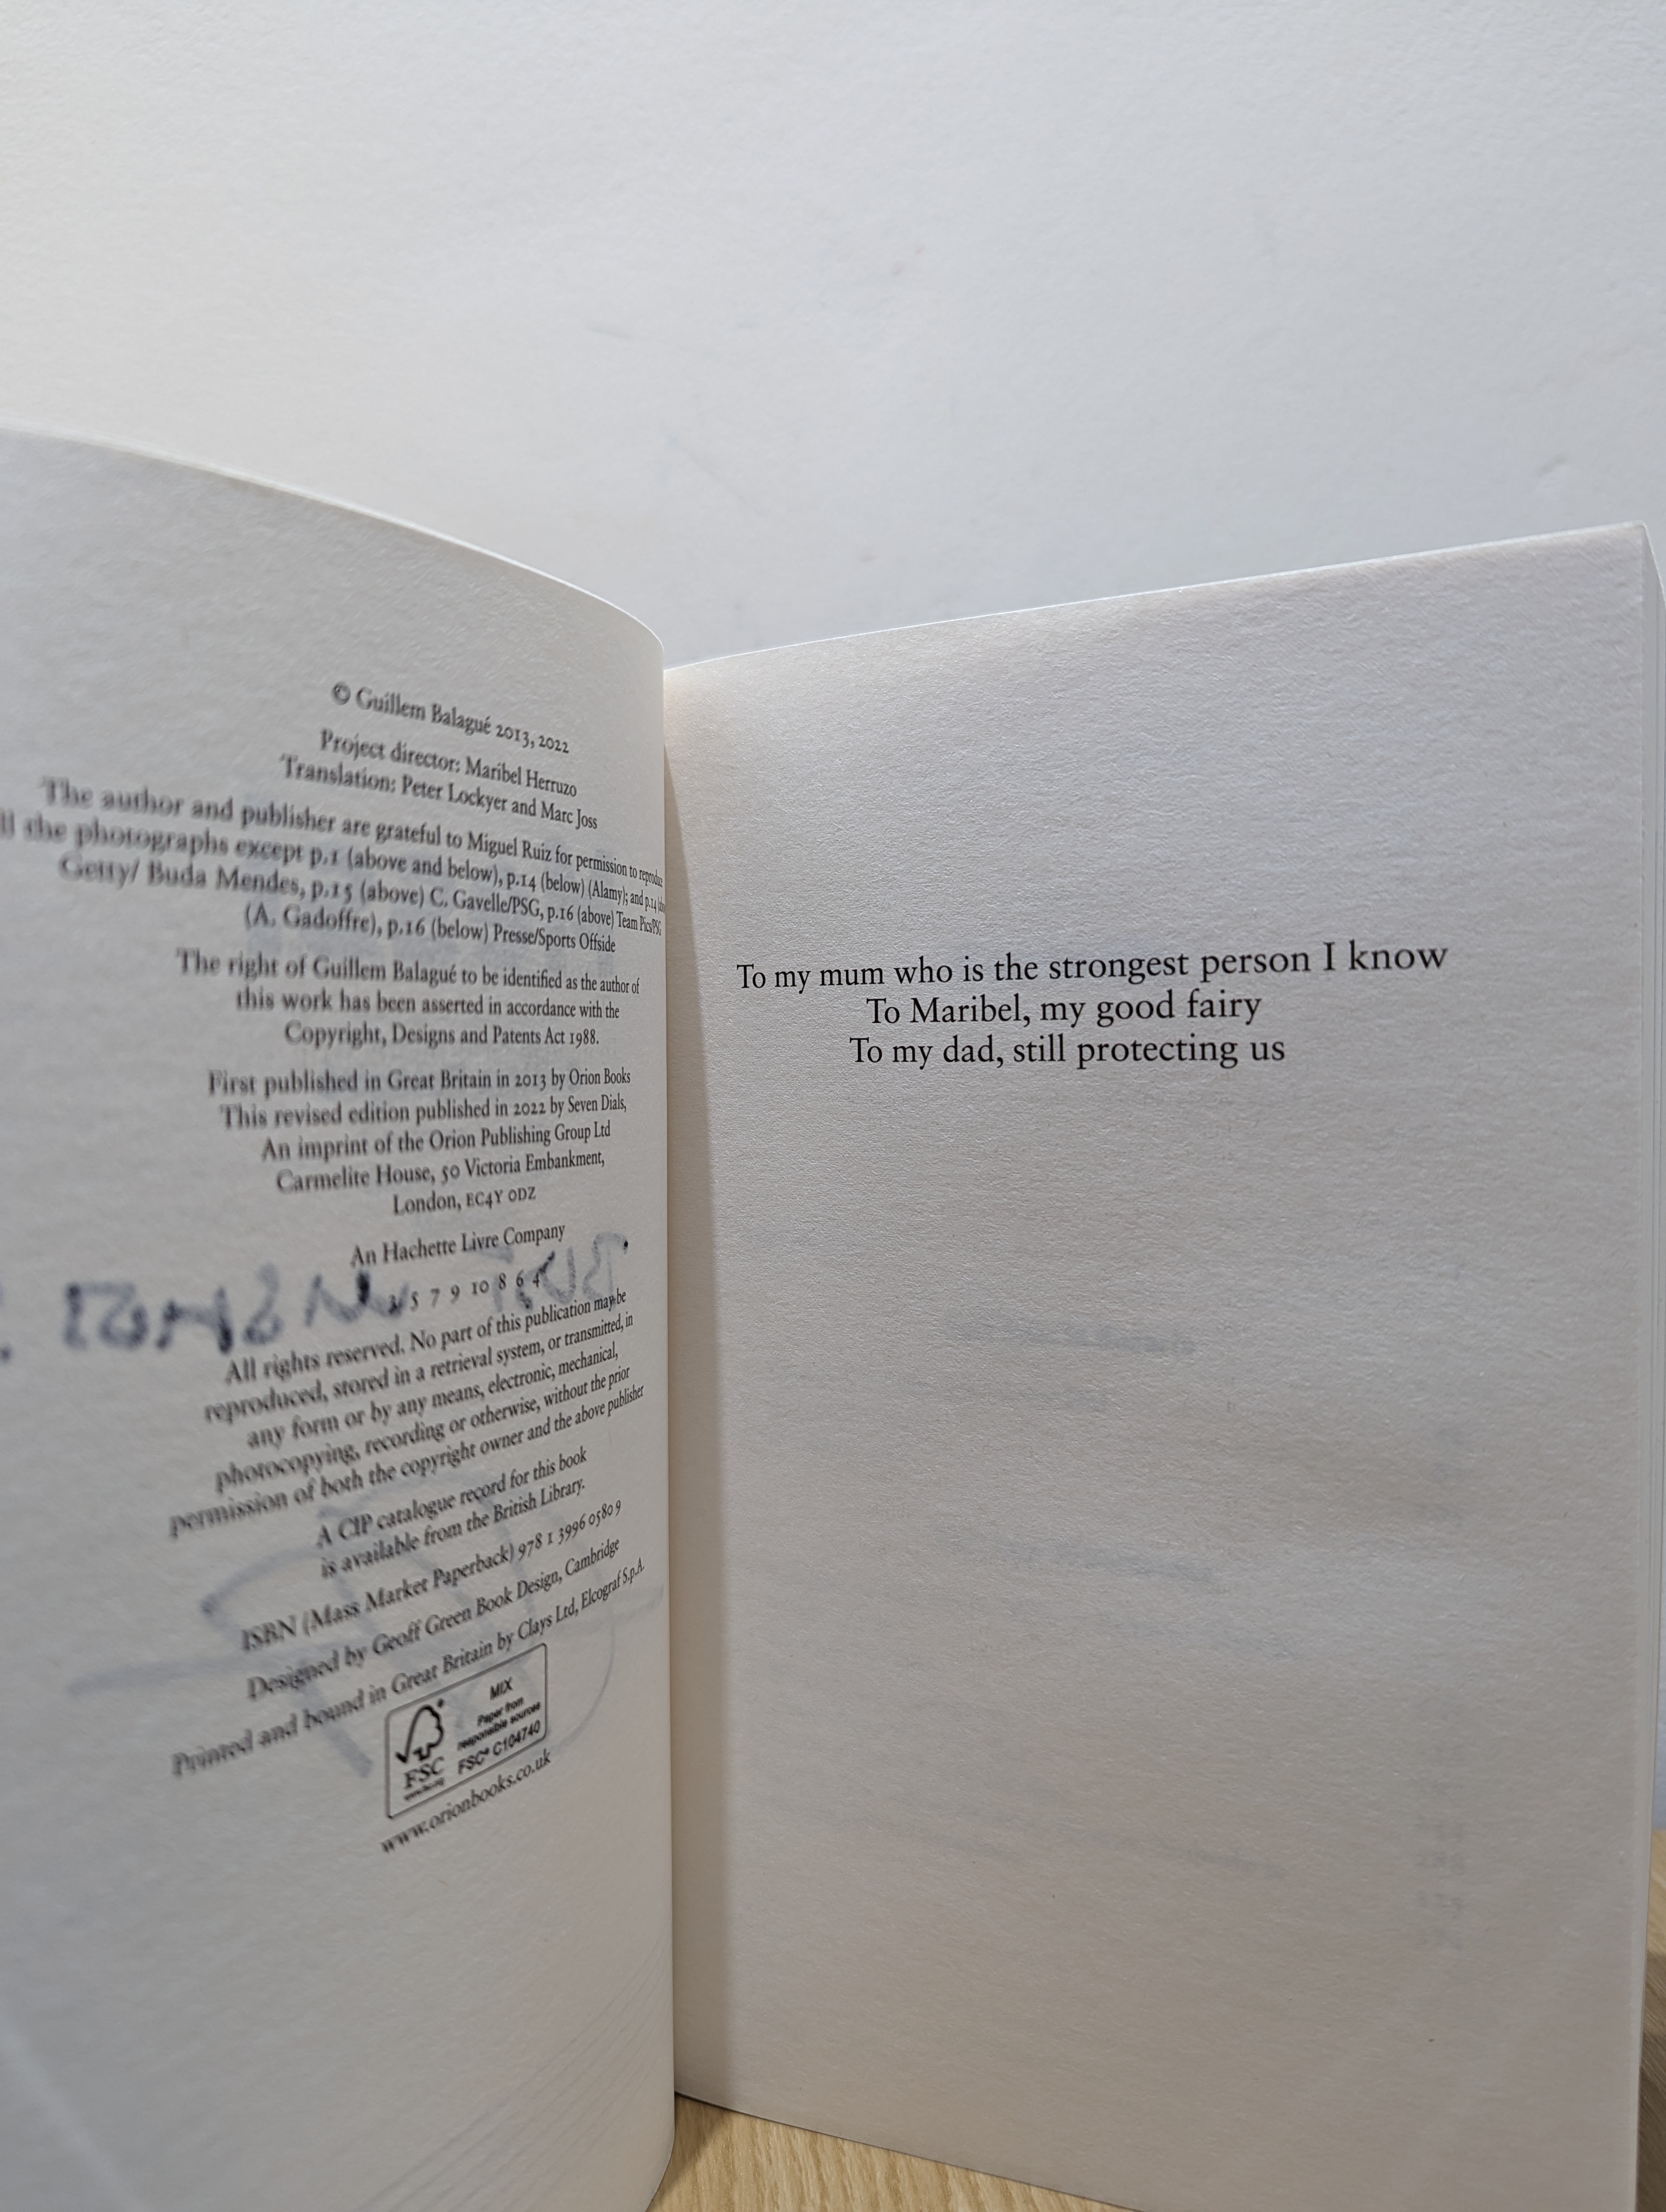 © Guillem Balagué 2013, 2022
Project director: Maribel Herruzo
Translation: Peter Lockyer and Marc Joss
The author and publisher are grateful to Miguel Ruiz for permission to
the photographs except p.1 (above and below), p.14 (below) (Alamy); and p.14
Getty/ Buda Mendes, p.15 (above) C. Gavelle/PSG, p.16 (above) Team Pics/PSG
(A. Gadoffre), p.16 (below) Presse/Sports Offside
The right of Guillem Balagué to be identified as the author of
this work has been asserted in accordance with the
Copyright, Designs and Patents Act 1988.
First published in Great Britain in 2013 by Orion Books
This revised edition published in 2022 by Seven Dials,
An imprint of the Orion Publishing Group Ltd
Carmelite House, 50 Victoria Embankment,
London, EC4Y 0DZ
An Hachette Livre Company
3 5 7 9 10 8 6 4
All rights reserved. No part of this publication may be
reproduced, stored in a retrieval system, or transmitted, in
any form or by any means, electronic, mechanical,
photocopying, recording or otherwise, without the prior
permission of both the copyright owner and the above publisher
A CIP catalogue record for this book
is available from the British Library.
ISBN (Mass Market Paperback) 978 1 3996 0580 9
Designed by Geoff Green Book Design, Cambridge
Printed and bound in Great Britain by Clays Ltd, Elcograf S.p.A.
MIX
Paper from
responsible sources
FSC® C104740
FSC
www.orionbooks.co.uk
To my mum who is the strongest person I know
To Maribel, my good fairy
To my dad, still protecting us